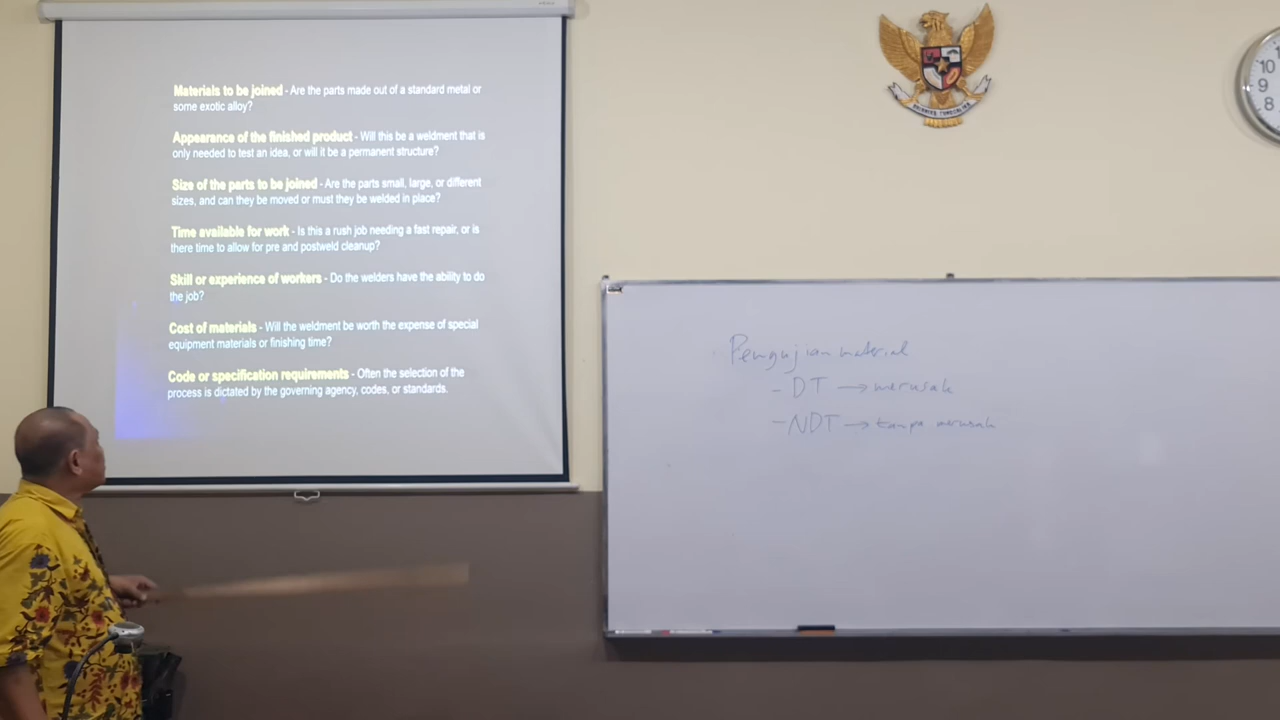 Materials to be joined - Are the parts made out of a standard metal or
some exotic alloy?
Appearance of the finished product - Will this be a weldment that is
only needed to test an idea, or will it be a permanent structure?
Size of the parts to be joined - Are the parts small, large, or different
sizes, and can they be moved or must they be welded in place?
Time available for work - Is this a rush job needing a fast repair, or is
there time to allow for pre and postweld cleanup?
Skill or experience of workers - Do the welders have the ability to do
the job?
Cost of materials - Will the weldment be worth the expense of special
equipment materials or finishing time?
Code or specification requirements - Often the selection of the
process is dictated by the governing agency, codes, or standards.
Pengujian material
- DT → merusak
- NDT → tanpa merusak
10
9
8